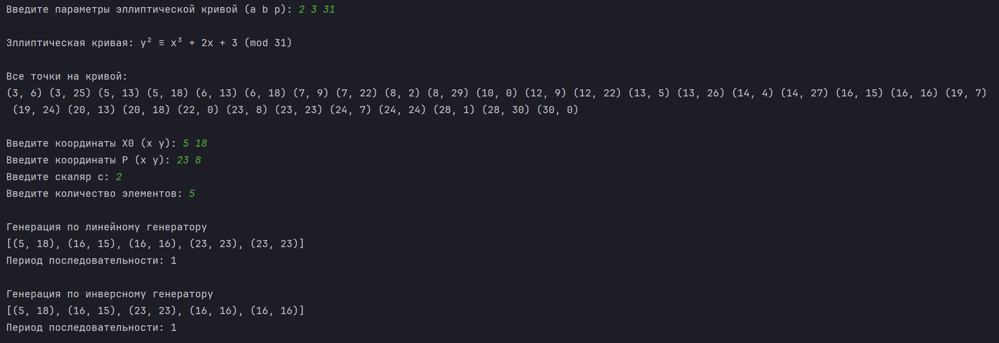 Введите параметры эллиптической кривой (a b p): 2 3 31
Эллиптическая кривая: y² ≡ x³ + 2x + 3 (mod 31)
Все точки на кривой:
(3, 6) (3, 25) (5, 13) (5, 18) (6, 13) (6, 18) (7, 9) (7, 22) (8, 2) (8, 29) (10, 0) (12, 9) (12, 22) (13, 5) (13, 26) (14, 4) (14, 27) (16, 15) (16, 16) (19, 7)
(19, 24) (20, 13) (20, 18) (22, 0) (23, 8) (23, 23) (24, 7) (24, 24) (28, 1) (28, 30) (30, 0)
Введите координаты X0 (x y): 5 18
Введите координаты P (x y): 23 8
Введите скаляр c: 2
Введите количество элементов: 5
Генерация по линейному генератору
[(5, 18), (16, 15), (16, 16), (23, 23), (23, 23)]
Период последовательности: 1
Генерация по инверсному генератору
[(5, 18), (16, 15), (23, 23), (16, 16), (16, 16)]
Период последовательности: 1